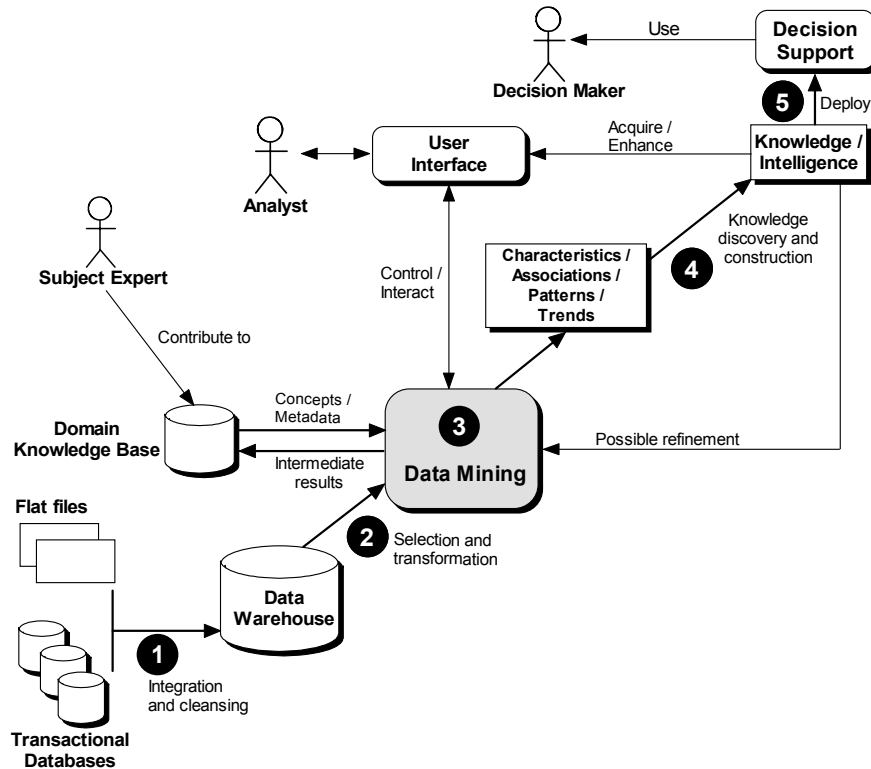 Decision
Support
Use
Decision Maker
5
Deploy
User
Interface
Acquire /
Enhance
Knowledge /
Intelligence
Analyst
Knowledge
discovery and
construction
4
Characteristics /
Associations /
Patterns /
Trends
Control /
Interact
Subject Expert
Contribute to
Concepts /
Metadata
3
Data Mining
Possible refinement
Domain
Knowledge Base
Intermediate
results
Flat files
2
Selection and
transformation
Data
Warehouse
1
Integration
and cleansing
Transactional
Databases